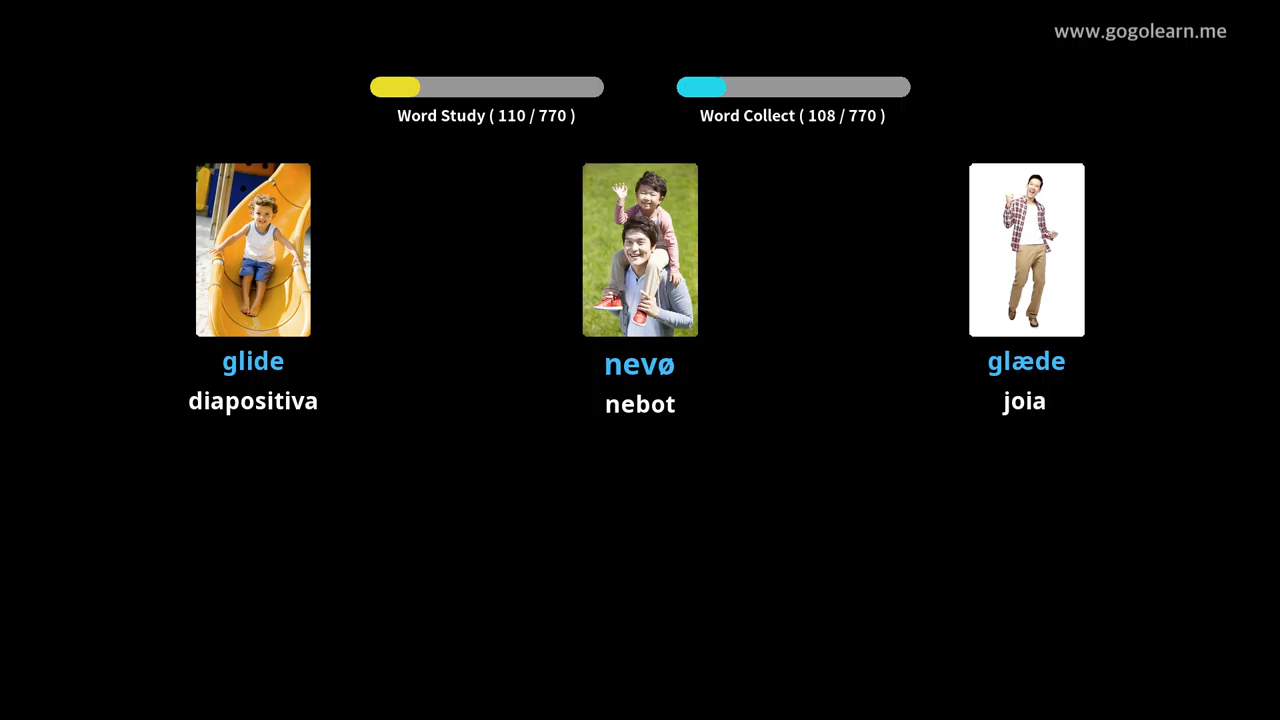 www.gogolearn.me
Word Study ( 110 / 770 )
Word Collect ( 108 / 770 )
glide
diapositiva
nevø
nebot
glæde
joia